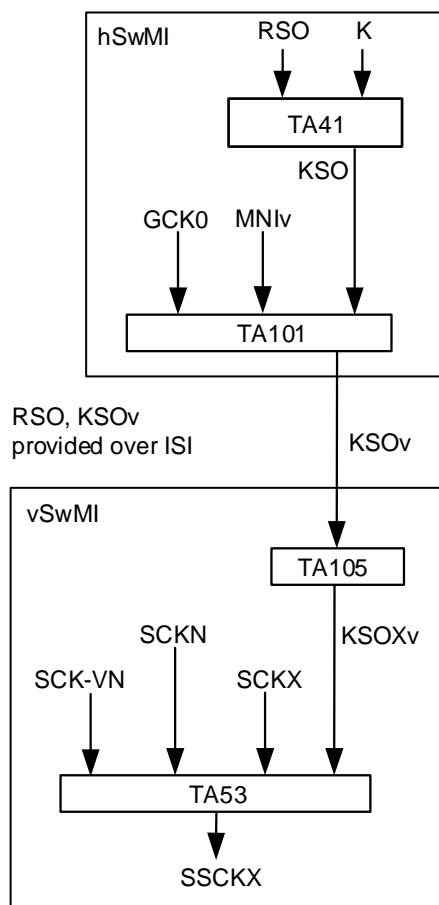 hSwMI
RSO
K
TA41
KSO
GCK0
MNIv
TA101
RSO, KSOv
provided over ISI
KSOv
vSwMI
TA105
SCKN
KSOXv
SCK-VN
SCKX
TA53
SSCKX